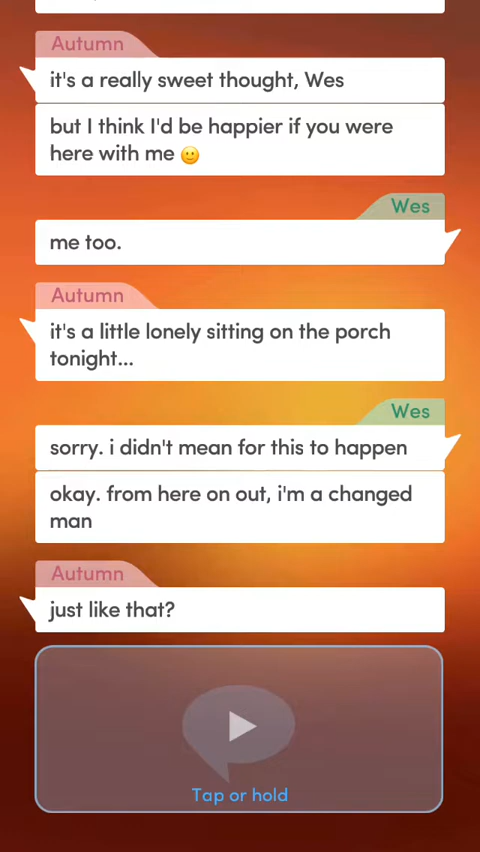 Autumn
it's a really sweet thought, Wes
but I think I'd be happier if you were
here with me 🙂
Wes
me too.
Autumn
it's a little lonely sitting on the porch
tonight...
Wes
sorry. i didn't mean for this to happen
okay. from here on out, i'm a changed
man
Autumn
just like that?
Tap or hold